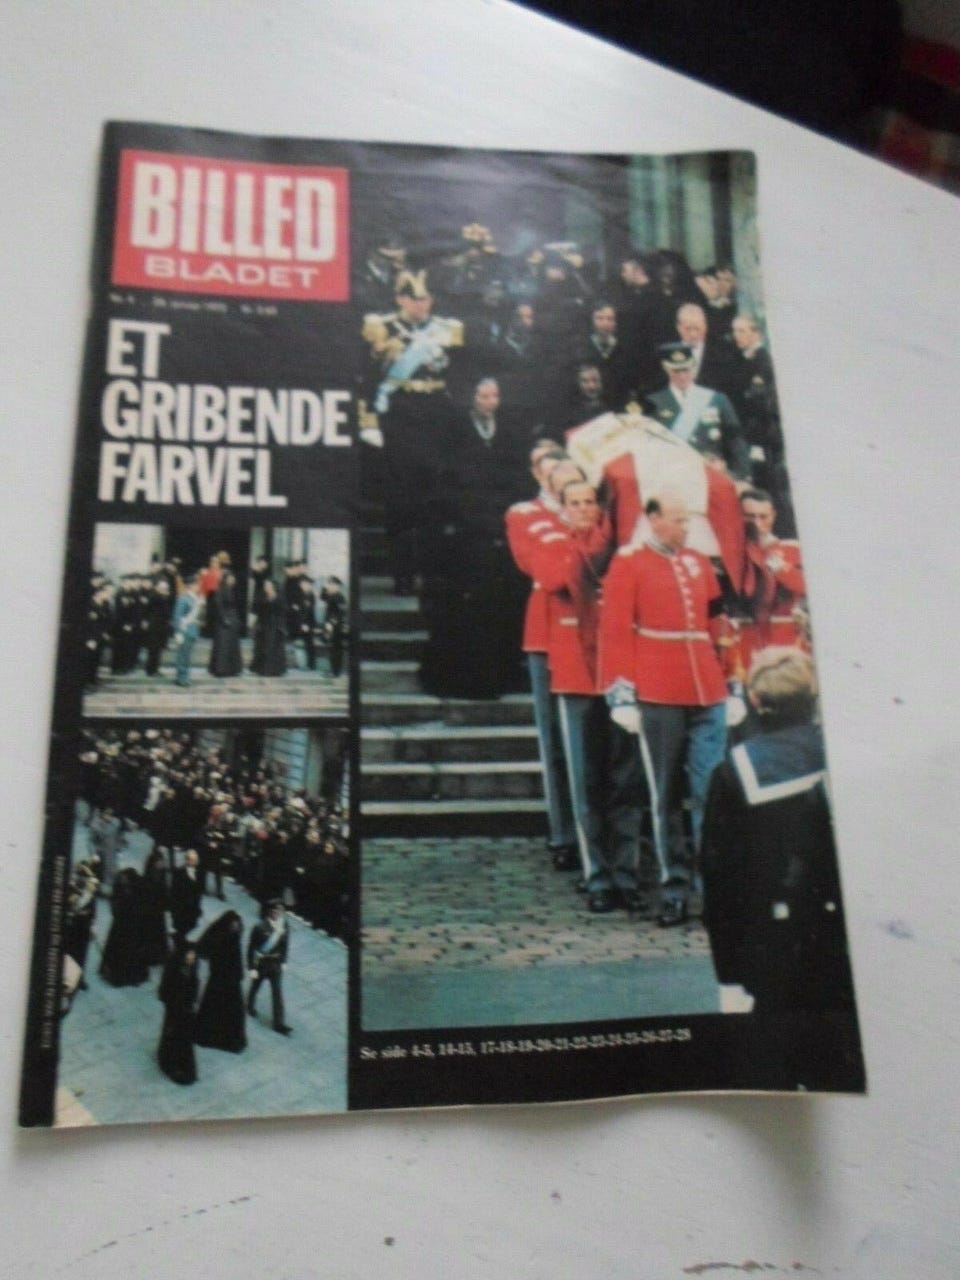 BILLED
BLADET
ET
GRIBENDE
FARVEL
Se side 4-5, 14-15, 17-18-19-20-21-22-23-24-25-26-27-28